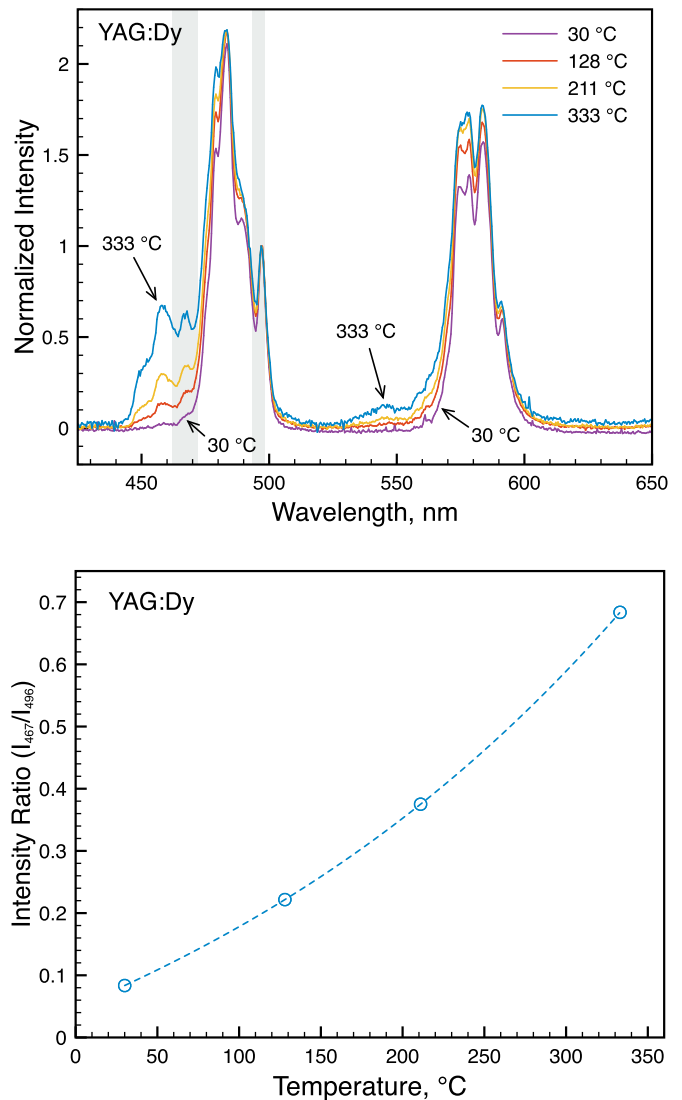 YAG:Dy
30 °C
128 °C
211 °C
333 °C
2
1.5
1
0.5
0
Normalized Intensity
333 °C
30 °C
333 °C
30 °C
450 500 550 600 650
Wavelength, nm
YAG:Dy
0.7
0.6
0.5
0.4
0.3
0.2
0.1
0
Intensity Ratio (I467/I496)
0 50 100 150 200 250 300 350
Temperature, °C